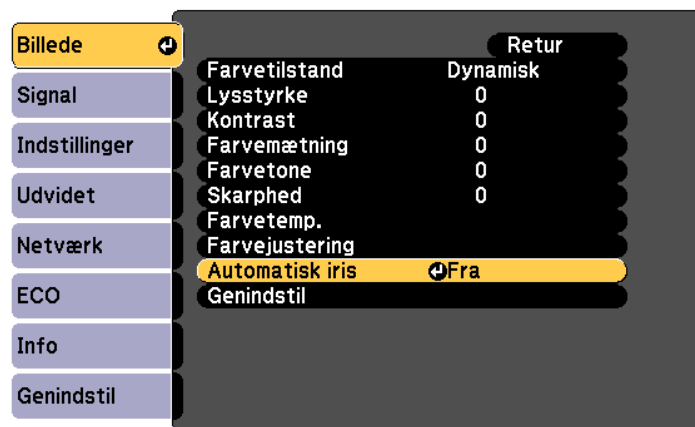 Billede
Signal
Indstillinger
Udvidet
Netværk
ECO
Info
Genindstil
Retur
Farvetilstand Dynamisk
Lysstyrke 0
Kontrast 0
Farvemætning 0
Farvetone 0
Skarphed 0
Farvetemp.
Farvejustering
Automatisk iris Fra
Genindstil